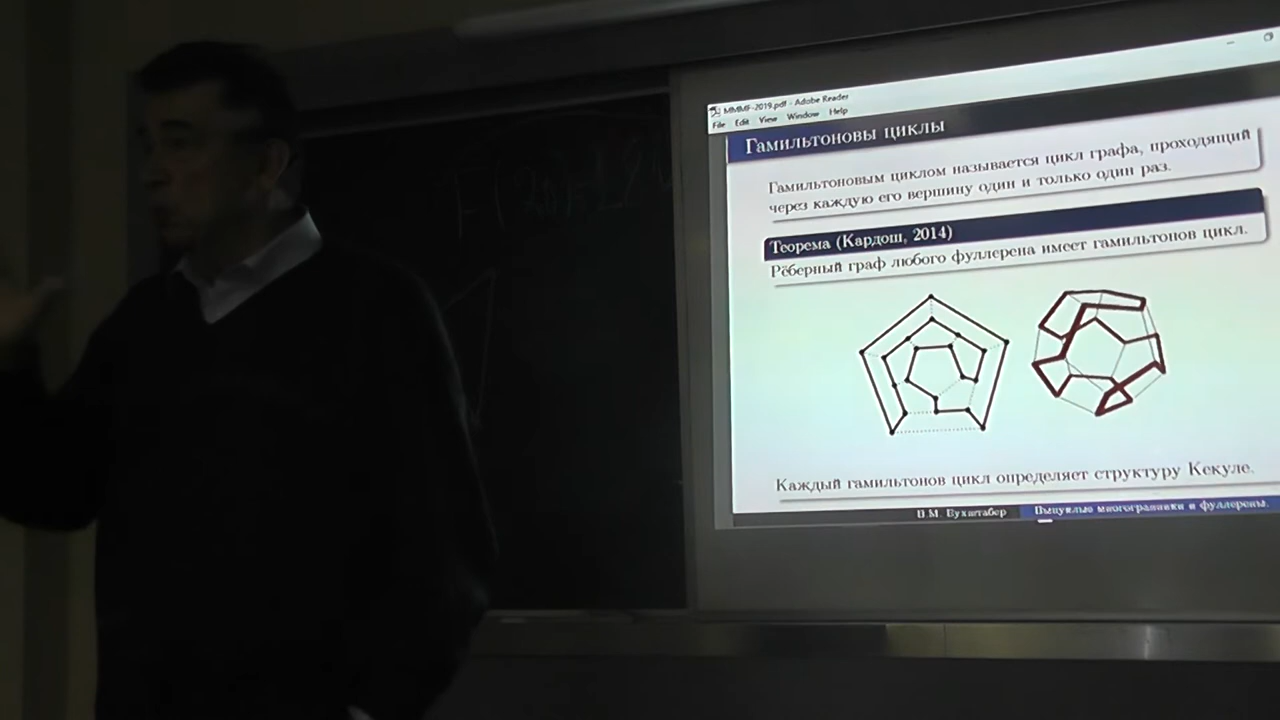 MMMF-2019.pdf - Adobe Reader
File Edit View Window Help
Гамильтоновы циклы
Гамильтоновым циклом называется цикл графа, проходящий
через каждую его вершину один и только один раз.
Теорема (Кардош, 2014)
Рёберный граф любого фуллерена имеет гамильтонов цикл.
Каждый гамильтонов цикл определяет структуру Кекуле.
В.М. Бухштабер Выпуклые многогранники и фуллерены.